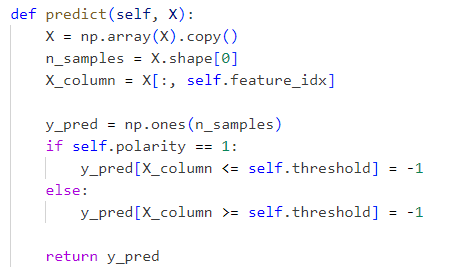 def predict(self, X):
    X = np.array(X).copy()
    n_samples = X.shape[0]
    X_column = X[:, self.feature_idx]

    y_pred = np.ones(n_samples)
    if self.polarity == 1:
        y_pred[X_column <= self.threshold] = -1
    else:
        y_pred[X_column >= self.threshold] = -1

    return y_pred